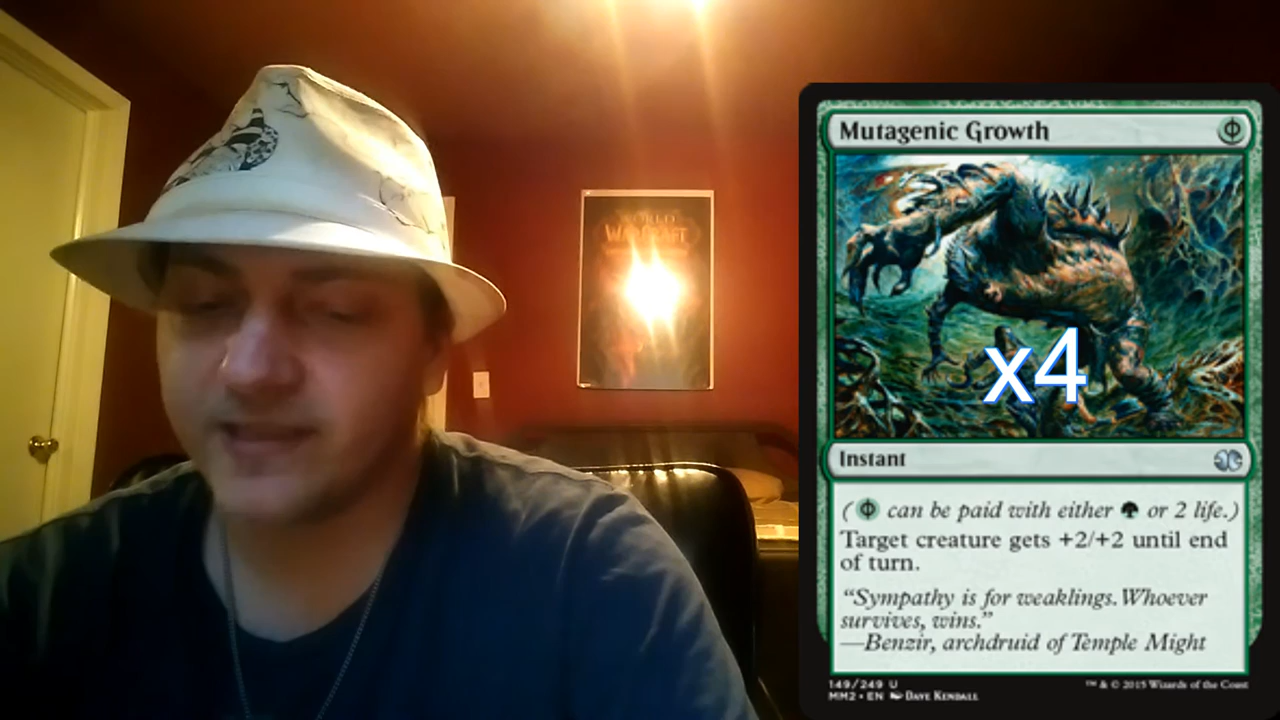 WORLD
WARCRAFT
Mutagenic Growth
x4
Instant
( can be paid with either or 2 life.)
Target creature gets +2/+2 until end
of turn.
“Sympathy is for weaklings. Whoever
survives, wins.”
—Benzir, archdruid of Temple Might
149/249 U
MM2 • EN DAVE KENDALL
™ & © 2015 Wizards of the Coast